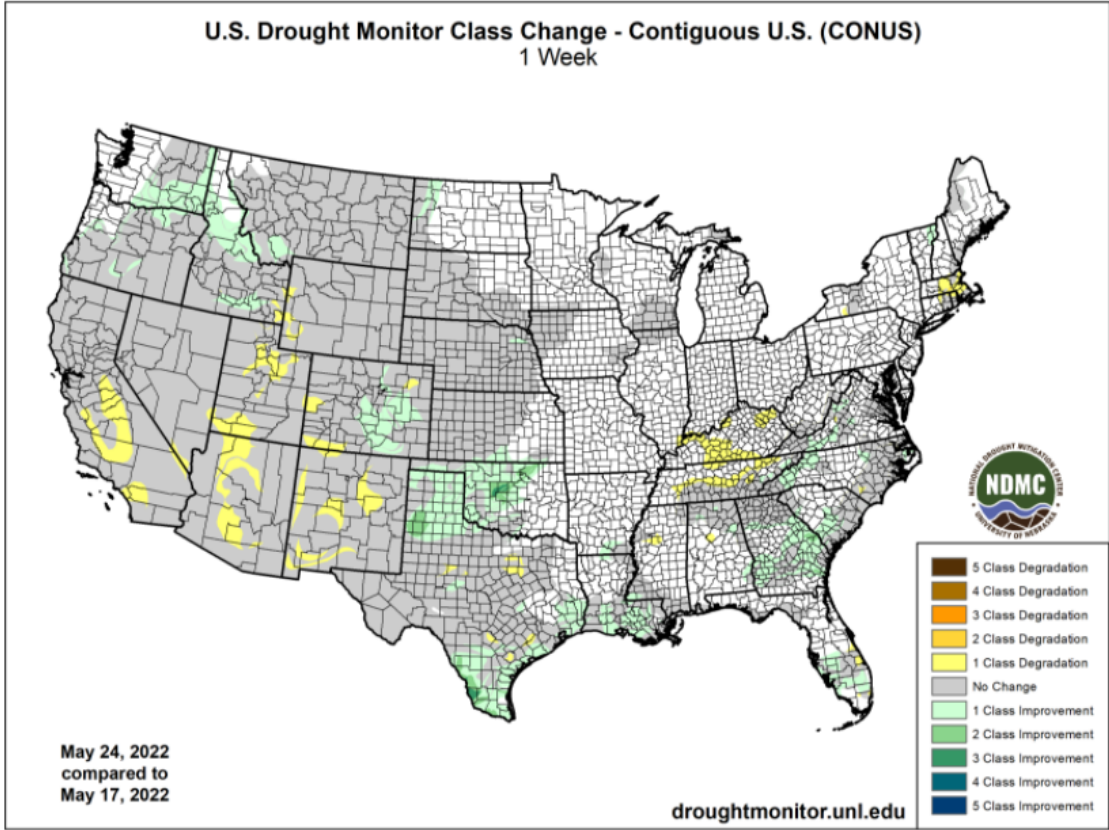 U.S. Drought Monitor Class Change - Contiguous U.S. (CONUS)
1 Week
NATIONAL DROUGHT MITIGATION CENTER
NDMC
UNIVERSITY OF NEBRASKA
5 Class Degradation
4 Class Degradation
3 Class Degradation
2 Class Degradation
1 Class Degradation
No Change
1 Class Improvement
2 Class Improvement
3 Class Improvement
4 Class Improvement
5 Class Improvement
May 24, 2022
compared to
May 17, 2022
droughtmonitor.unl.edu